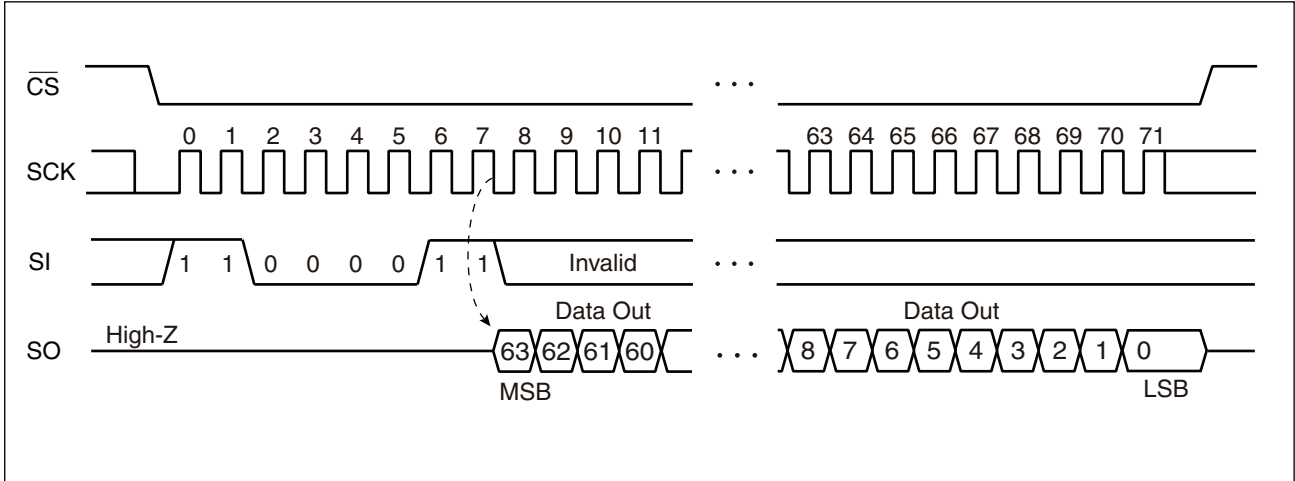 CS
. . .
0 1 2 3 4 5 6 7 8 9 10 11 63 64 65 66 67 68 69 70 71
SCK
. . .
SI 1 1 0 0 0 0 1 1 Invalid . . .
Data Out Data Out
High-Z
SO 63 62 61 60 . . . 8 7 6 5 4 3 2 1 0
MSB LSB